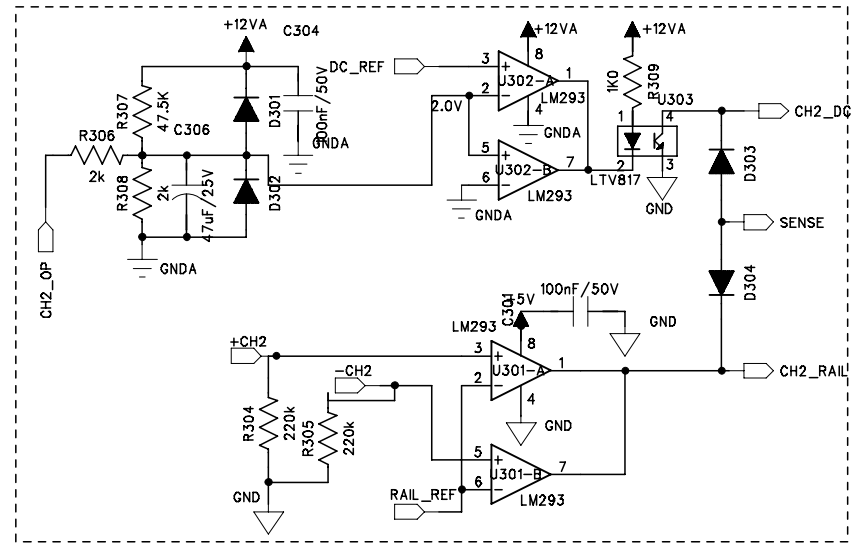 +12VA
C304
100nF/50V
GNDA
R307
47.5K
D301
C306
R306
2k
R308
2k
47uF/25V
D302
GNDA
CH2_OP
DC_REF
+12VA
3
8
U302-A
1
2
LM293
4
GNDA
2.0V
5
U302-B
7
6
LM293
GNDA
+12VA
1K0
R309
U303
1
4
2
3
LTV817
GND
CH2_DC
D303
SENSE
D304
C301
+5V
100nF/50V
GND
LM293
+CH2
3
8
U301-A
1
2
4
GND
-CH2
R304
220k
R305
220k
GND
5
U301-B
7
6
LM293
RAIL_REF
CH2_RAIL